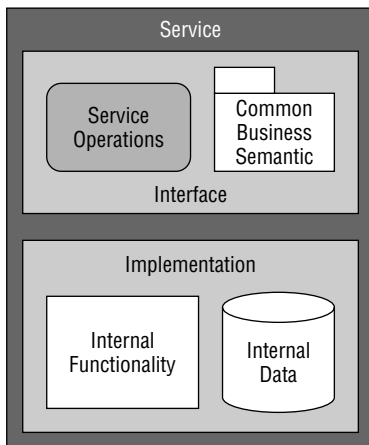 Service
Service
Operations
Common
Business
Semantic
Interface
Implementation
Internal
Functionality
Internal
Data